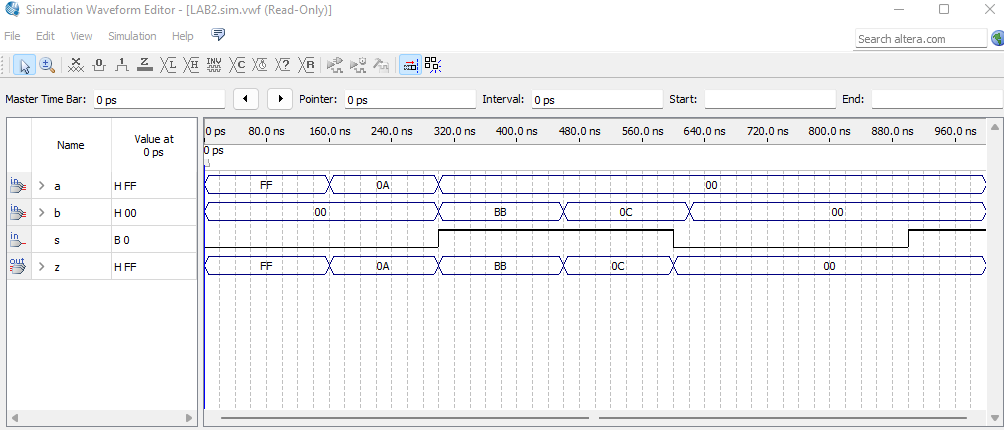 Simulation Waveform Editor - [LAB2.sim.vwf (Read-Only)]
File Edit View Simulation Help
Search altera.com
Master Time Bar: 0 ps Pointer: 0 ps Interval: 0 ps Start: End:
Name Value at 0 ps
0 ps 80.0 ns 160.0 ns 240.0 ns 320.0 ns 400.0 ns 480.0 ns 560.0 ns 640.0 ns 720.0 ns 800.0 ns 880.0 ns 960.0 ns
0 ps
in a H FF FF 0A 00
in b H 00 00 BB 0C 00
in s B 0
out z H FF FF 0A BB 0C 00